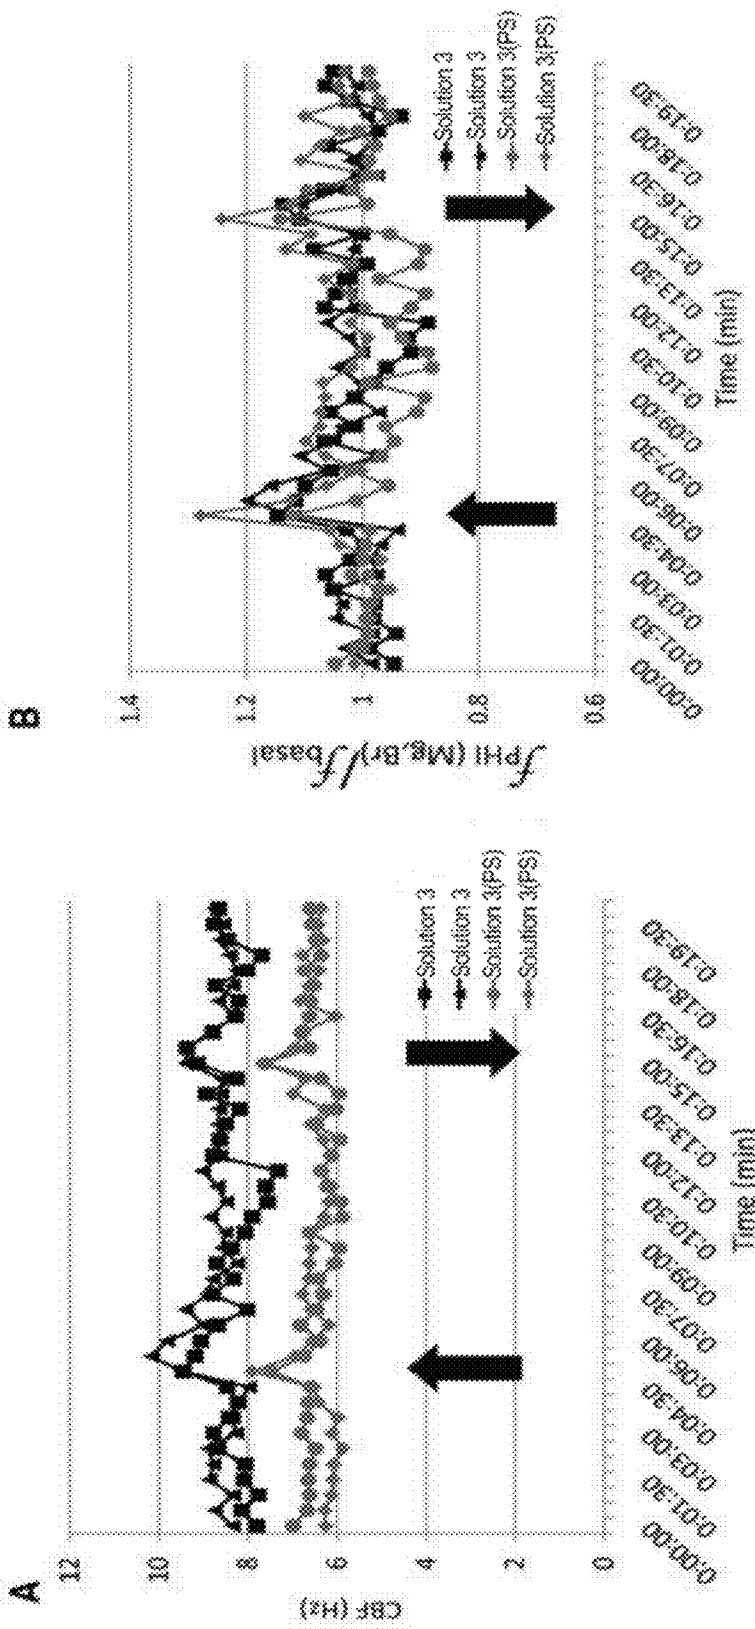 A
12
10
8
6
4
2
0
CBF (Hz)
0:00:00
0:01:30
0:03:00
0:04:30
0:06:00
0:07:30
0:09:00
0:10:30
0:12:00
0:13:30
0:15:00
0:16:30
0:18:00
0:19:30
Time (min)
Solution 3
Solution 3
Solution 3(PS)
Solution 3(PS)
B
1.4
1.2
1
0.8
0.6
fPHI (Mg,Br)/fbasal
0:00:00
0:01:30
0:03:00
0:04:30
0:06:00
0:07:30
0:09:00
0:10:30
0:12:00
0:13:30
0:15:00
0:16:30
0:18:00
0:19:30
Time (min)
Solution 3
Solution 3
Solution 3(PS)
Solution 3(PS)